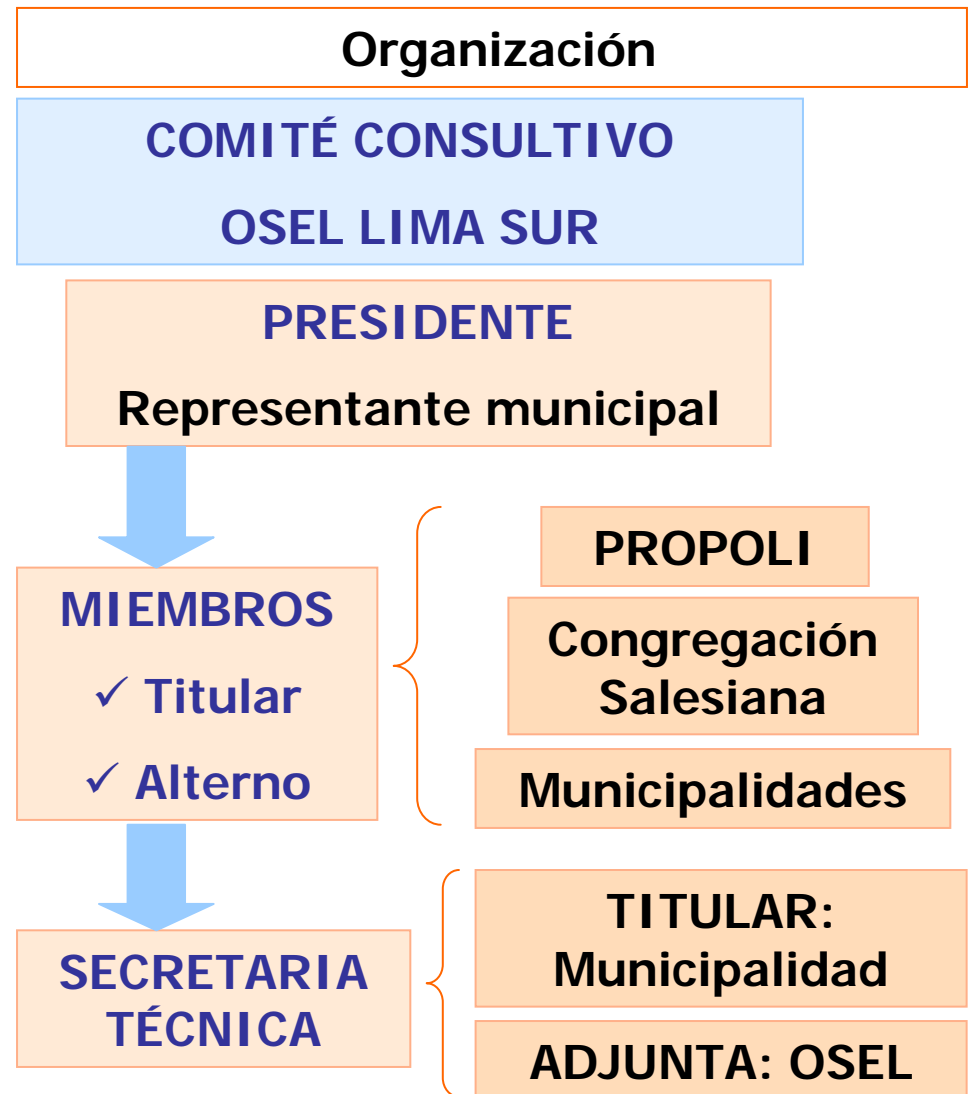 Organización
COMITÉ CONSULTIVO
OSEL LIMA SUR
PRESIDENTE
Representante municipal
MIEMBROS
✓ Titular
✓ Alterno
PROPOLI
Congregación
Salesiana
Municipalidades
SECRETARIA
TÉCNICA
TITULAR:
Municipalidad
ADJUNTA: OSEL